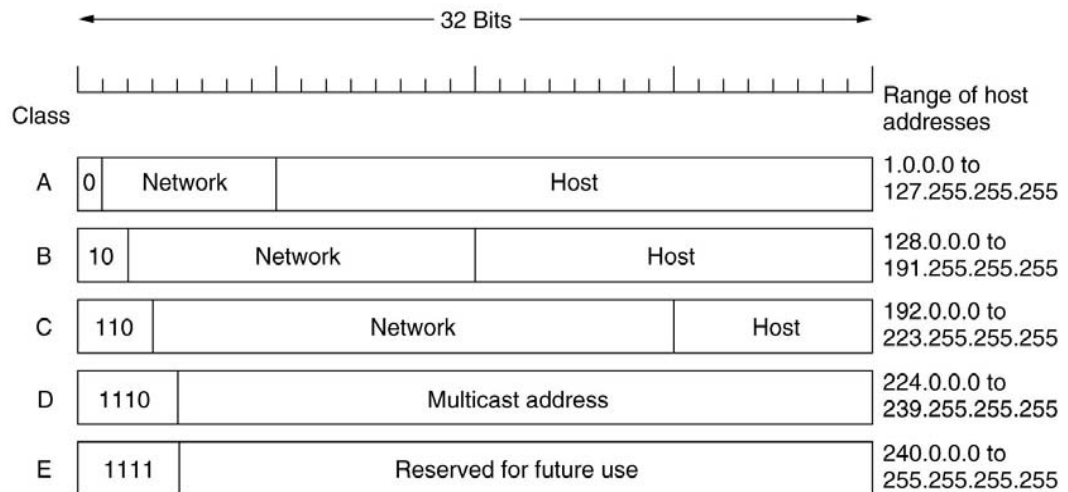 32 Bits
Range of host
addresses
Class
A
0
Network
Host
1.0.0.0 to
127.255.255.255
B
10
Network
Host
128.0.0.0 to
191.255.255.255
C
110
Network
Host
192.0.0.0 to
223.255.255.255
D
1110
Multicast address
224.0.0.0 to
239.255.255.255
E
1111
Reserved for future use
240.0.0.0 to
255.255.255.255